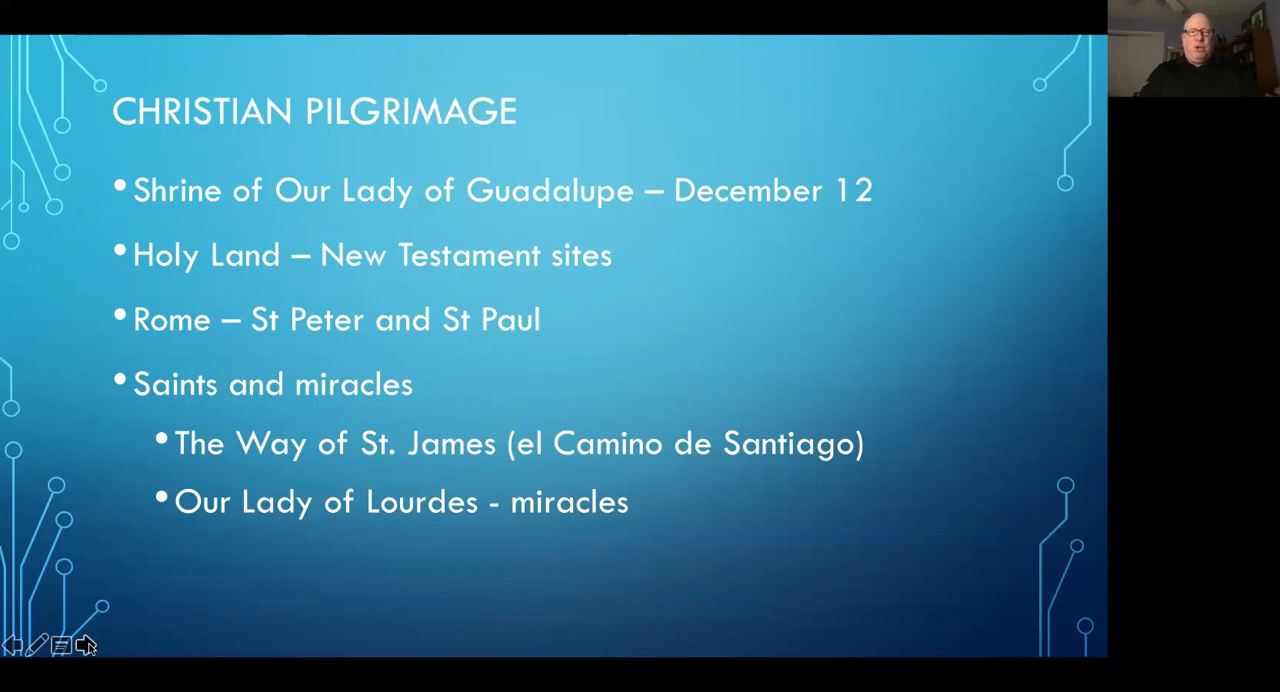 CHRISTIAN PILGRIMAGE
• Shrine of Our Lady of Guadalupe – December 12
• Holy Land – New Testament sites
• Rome – St Peter and St Paul
• Saints and miracles
• The Way of St. James (el Camino de Santiago)
• Our Lady of Lourdes - miracles